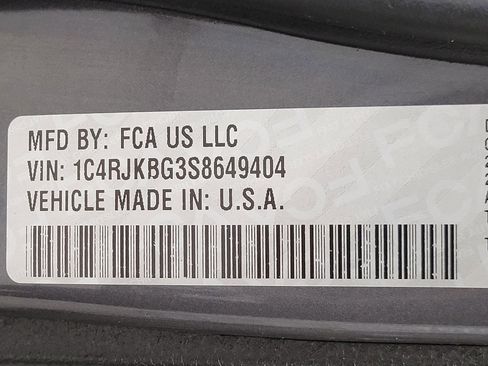 MFD BY: FCA US LLC
VIN: 1C4RJKBG3S8649404
VEHICLE MADE IN: U.S.A.